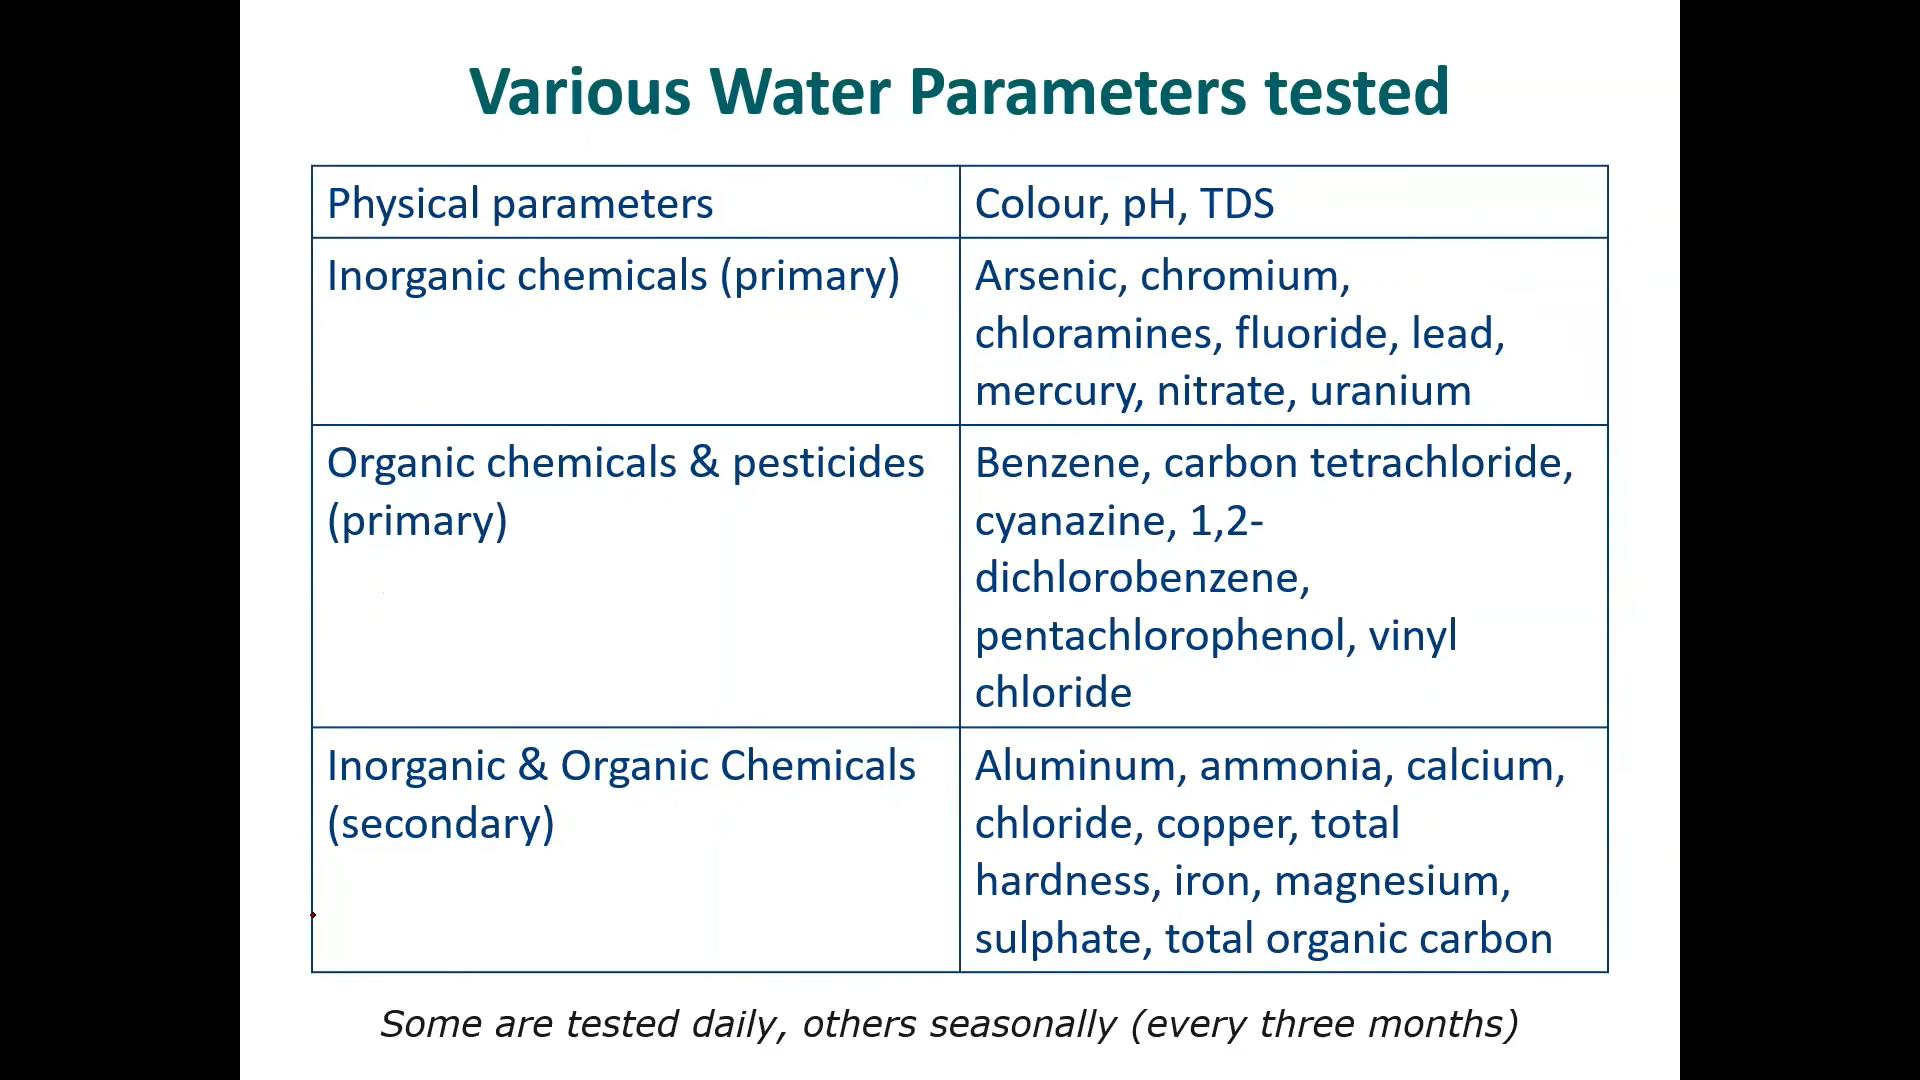 Various Water Parameters tested
Physical parameters
Colour, pH, TDS
Inorganic chemicals (primary)
Arsenic, chromium,
chloramines, fluoride, lead,
mercury, nitrate, uranium
Organic chemicals & pesticides
(primary)
Benzene, carbon tetrachloride,
cyanazine, 1,2-
dichlorobenzene,
pentachlorophenol, vinyl
chloride
Inorganic & Organic Chemicals
(secondary)
Aluminum, ammonia, calcium,
chloride, copper, total
hardness, iron, magnesium,
sulphate, total organic carbon
Some are tested daily, others seasonally (every three months)